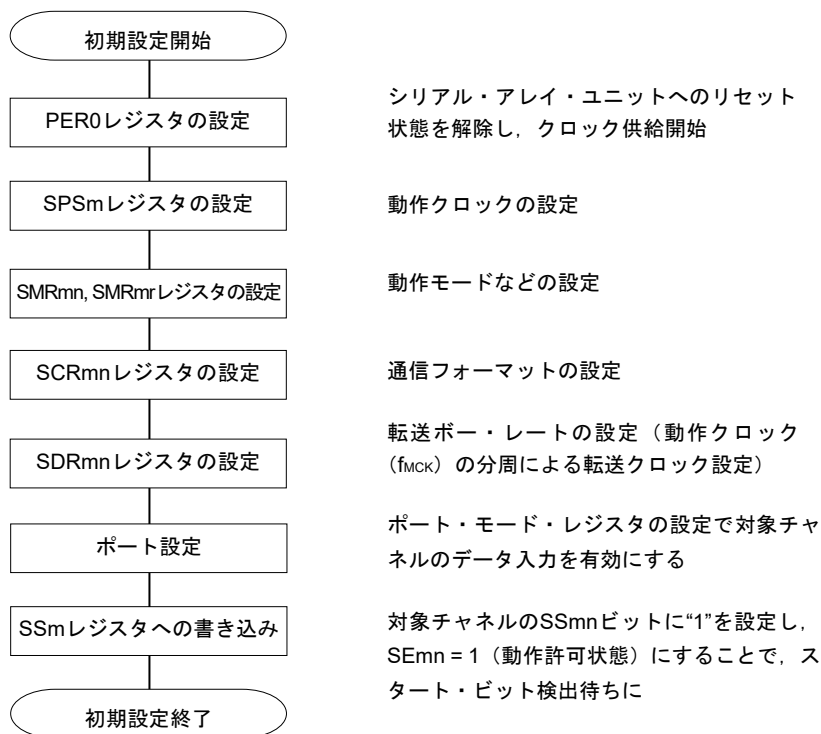 初期設定開始
PER0レジスタの設定
シリアル・アレイ・ユニットへのリセット
状態を解除し，クロック供給開始
SPSmレジスタの設定
動作クロックの設定
SMRmn, SMRmrレジスタの設定
動作モードなどの設定
SCRmnレジスタの設定
通信フォーマットの設定
SDRmnレジスタの設定
転送ボー・レートの設定（動作クロック
（fMCK）の分周による転送クロック設定）
ポート設定
ポート・モード・レジスタの設定で対象チャ
ネルのデータ入力を有効にする
SSmレジスタへの書き込み
対象チャネルのSSmnビットに“1”を設定し，
SEmn = 1（動作許可状態）にすることで，ス
タート・ビット検出待ちに
初期設定終了